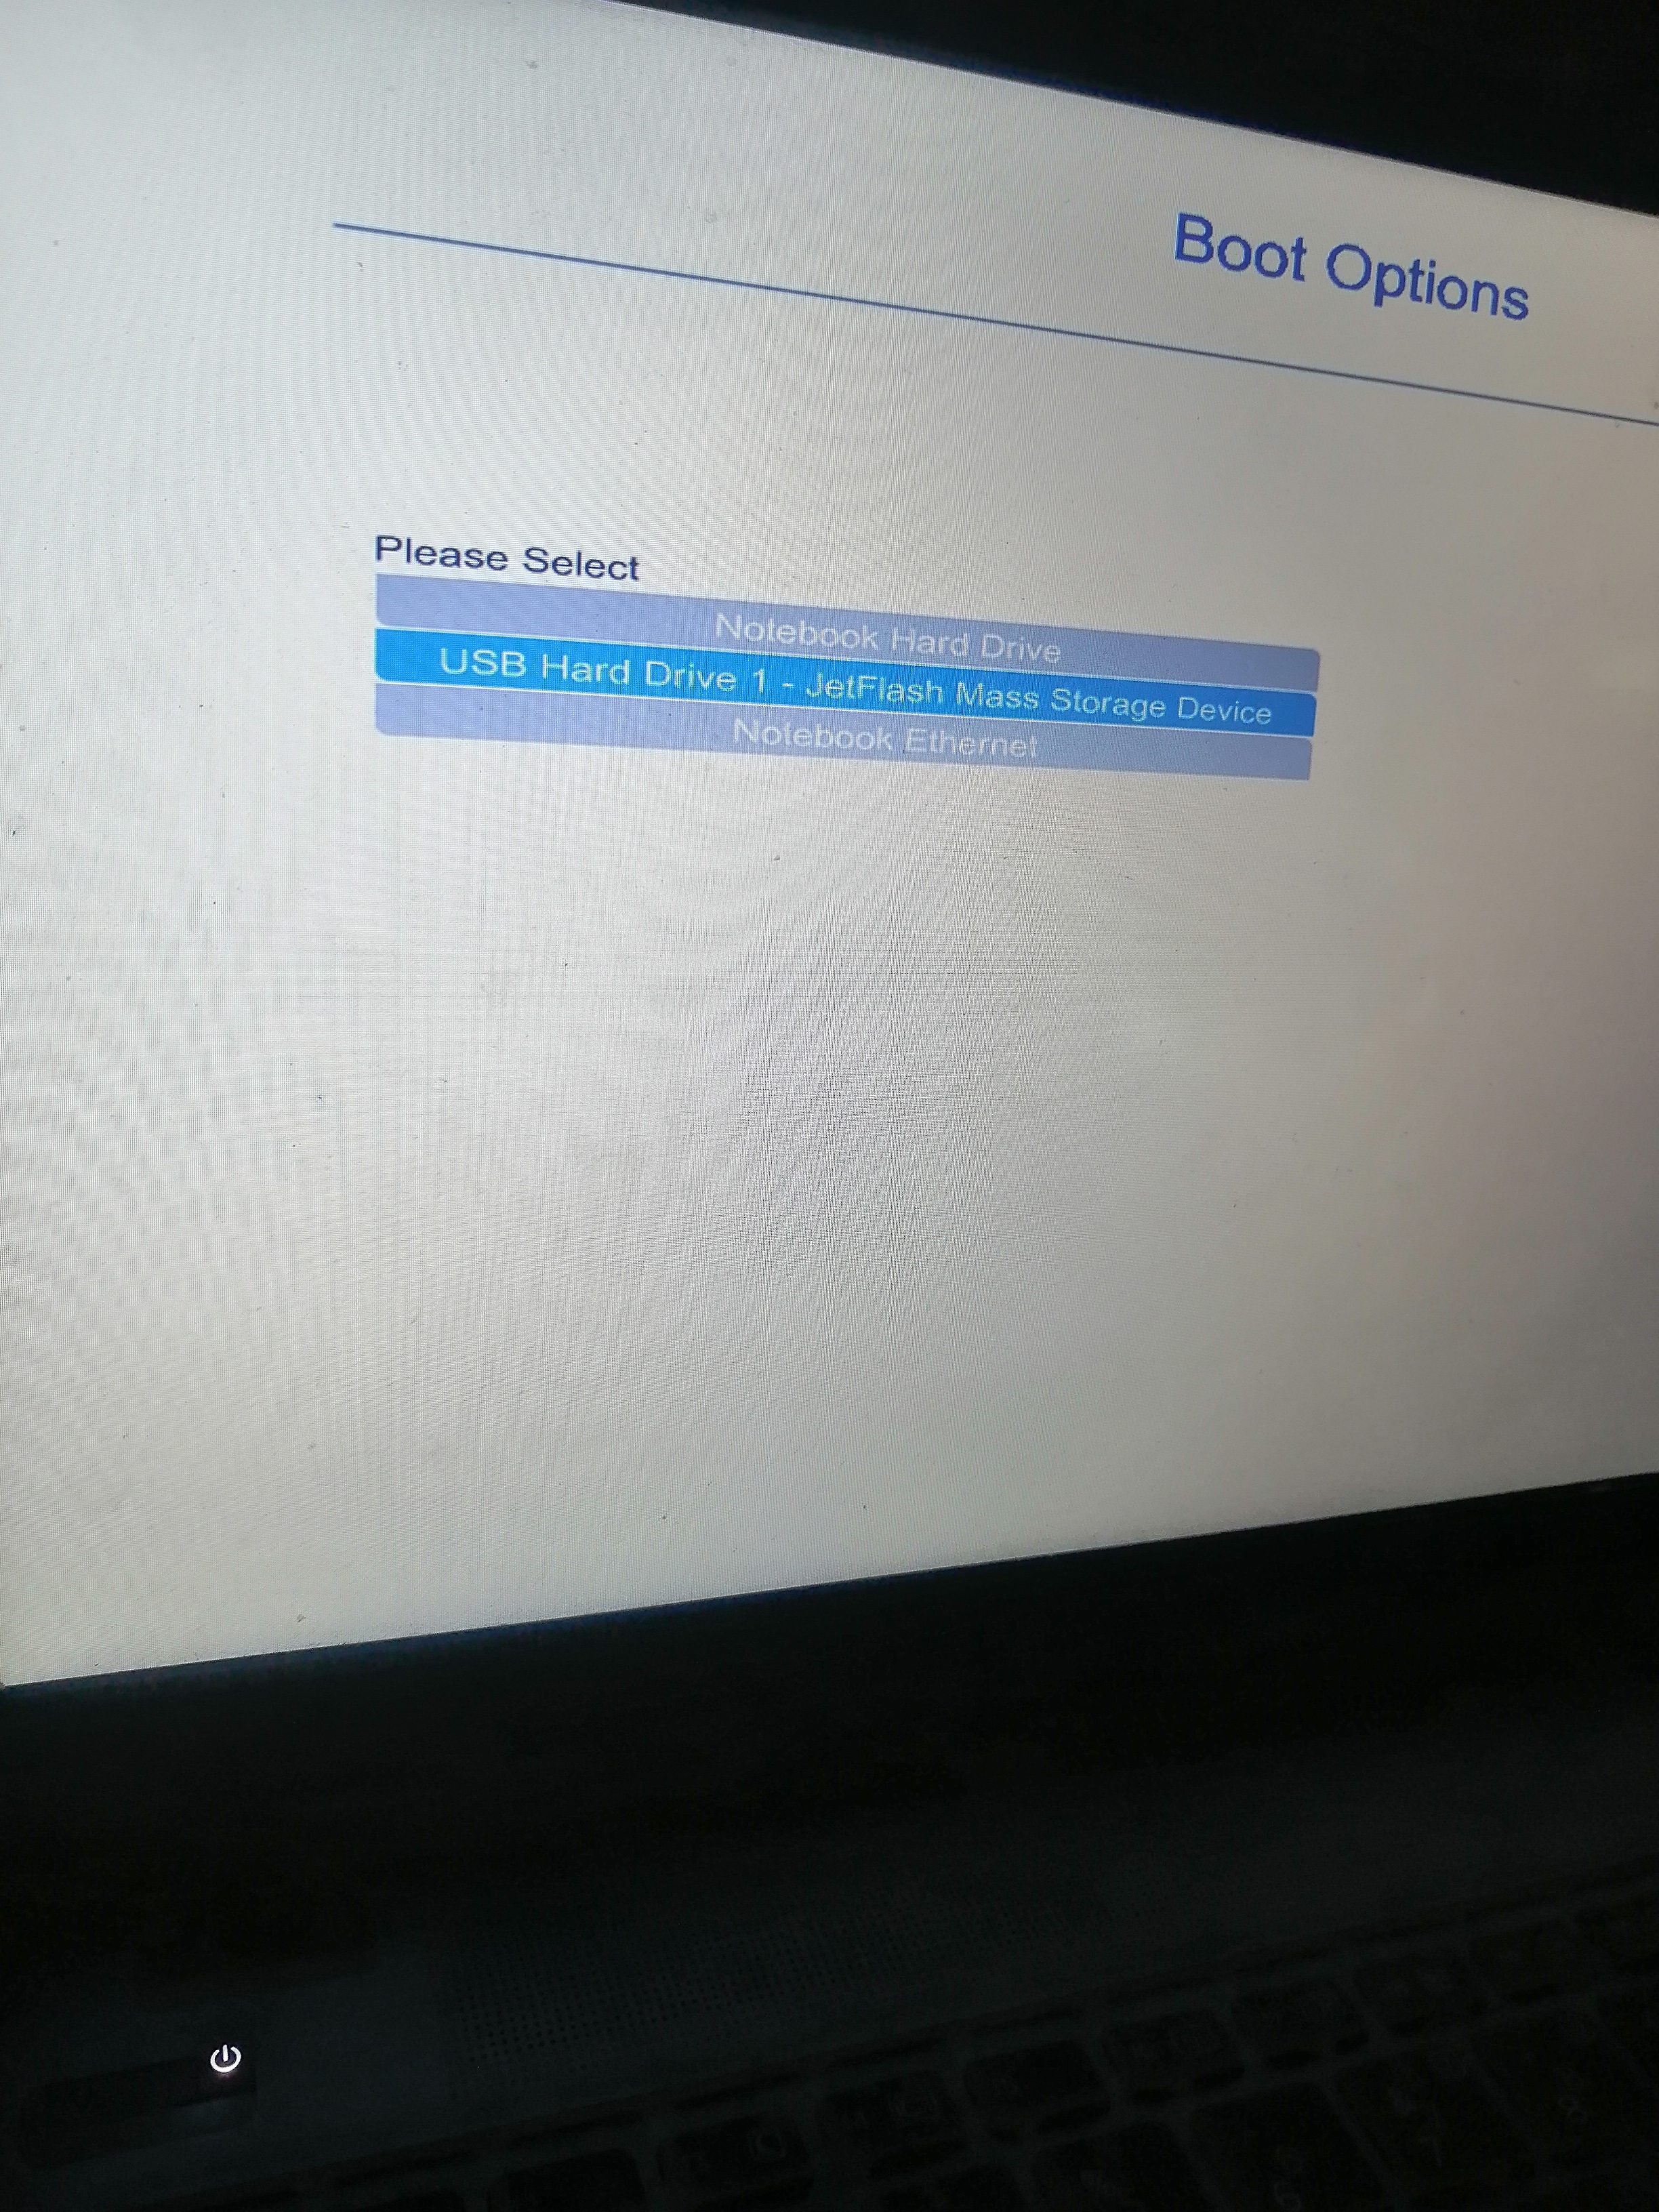 Boot Options
Please Select
Notebook Hard Drive
USB Hard Drive 1 - JetFlash Mass Storage Device
Notebook Ethernet